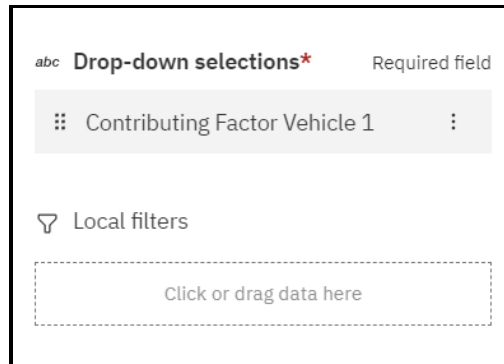 abc Drop-down selections* Required field
Contributing Factor Vehicle 1
Local filters
Click or drag data here